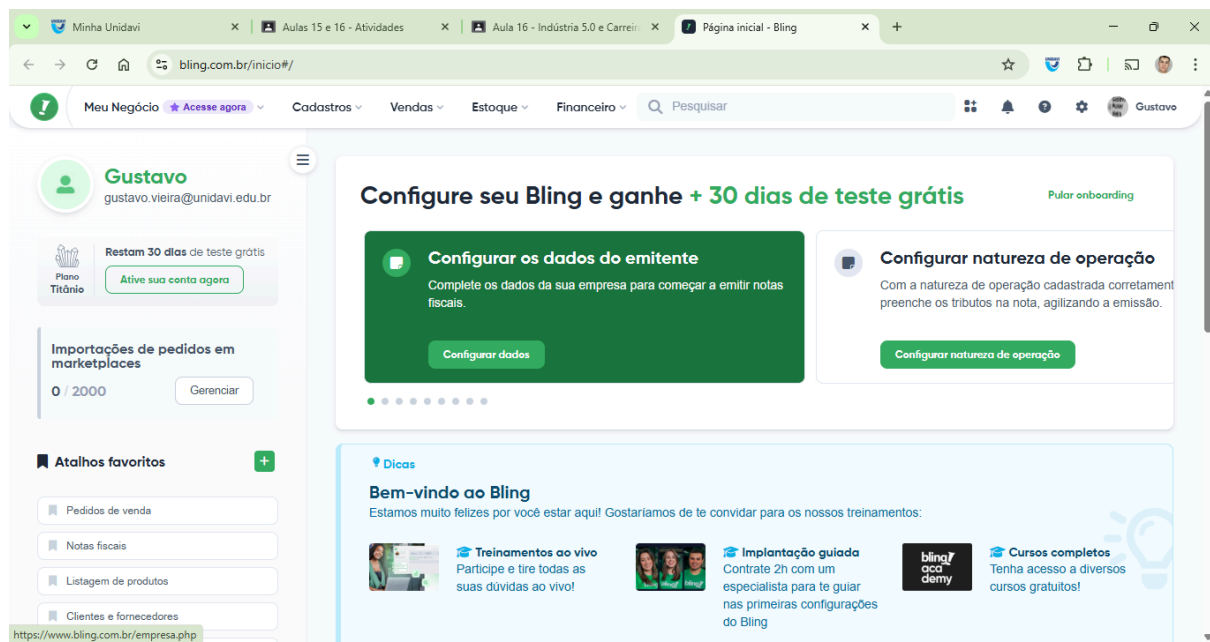 Minha Unidavi
Aulas 15 e 16 - Atividades
Aula 16 - Indústria 5.0 e Carreir
Página inicial - Bling
bling.com.br/inicio#/
Meu Negócio Acesse agora Cadastros Vendas Estoque Financeiro Pesquisar Gustavo
Gustavo
gustavo.vieira@unidavi.edu.br
Plano
Titânio
Restam 30 dias de teste grátis
Ative sua conta agora
Importações de pedidos em
marketplaces
0 / 2000
Gerenciar
Atalhos favoritos
Pedidos de venda
Notas fiscais
Listagem de produtos
Clientes e fornecedores
https://www.bling.com.br/empresa.php
Configure seu Bling e ganhe + 30 dias de teste grátis
Pular onboarding
Configurar os dados do emitente
Complete os dados da sua empresa para começar a emitir notas
fiscais.
Configurar dados
Configurar natureza de operação
Com a natureza de operação cadastrada corretament
preenche os tributos na nota, agilizando a emissão.
Configurar natureza de operação
Dicas
Bem-vindo ao Bling
Estamos muito felizes por você estar aqui! Gostaríamos de te convidar para os nossos treinamentos:
Treinamentos ao vivo
Participe e tire todas as
suas dúvidas ao vivo!
Implantação guiada
Contrate 2h com um
especialista para te guiar
nas primeiras configurações
do Bling
bling
aca
demy
Cursos completos
Tenha acesso a diversos
cursos gratuitos!